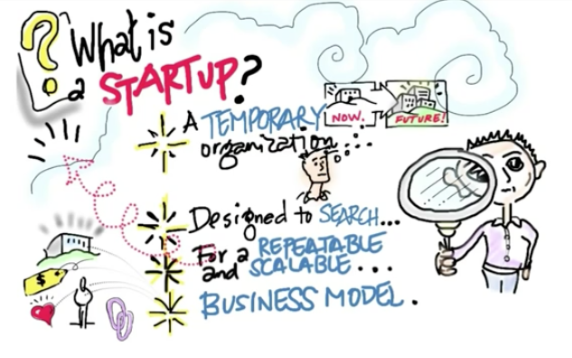 What is
a STARTUP?
A TEMPORARY
NOW. FUTURE!
organization...
Designed to SEARCH...
For a REPEATABLE
and SCALABLE...
BUSINESS MODEL.
$